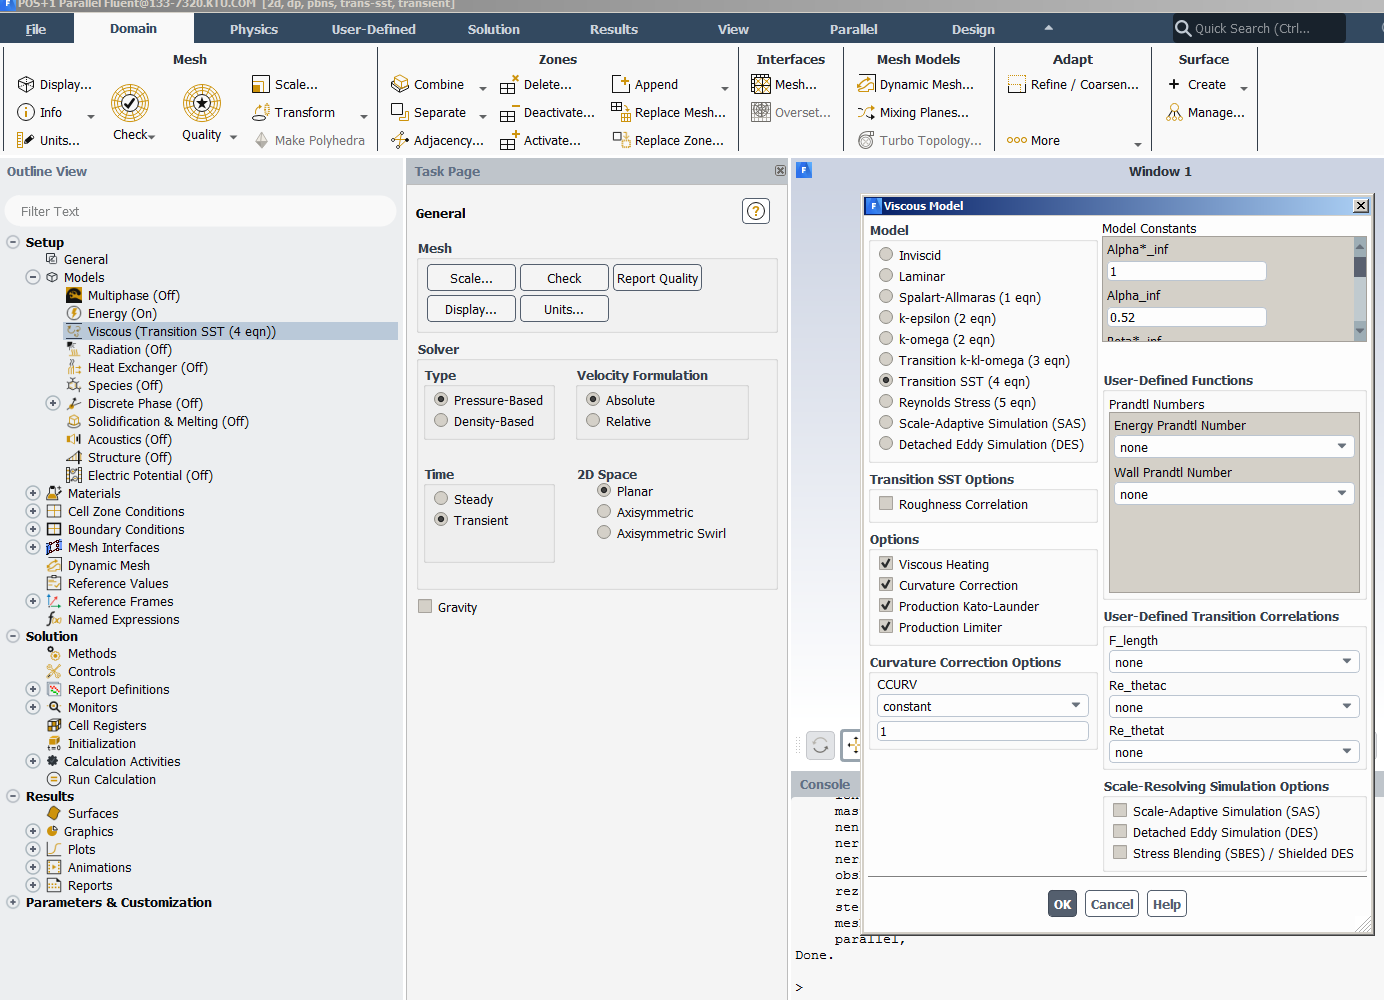 POS+1 Parallel Fluent@133-7320.KTU.COM [2d, dp, pbns, trans-sst, transient]
File
Domain
Physics
User-Defined
Solution
Results
View
Parallel
Design
Quick Search (Ctrl...
Mesh
Display...
Info
Units...
Check
Quality
Scale...
Transform
Make Polyhedra
Zones
Combine
Separate
Adjacency...
Delete...
Deactivate...
Activate...
Append
Replace Mesh...
Replace Zone...
Interfaces
Mesh...
Overset...
Mesh Models
Dynamic Mesh...
Mixing Planes...
Turbo Topology...
Adapt
Refine / Coarsen...
More
Surface
Create
Manage...
Outline View
Filter Text
Setup
General
Models
Multiphase (Off)
Energy (On)
Viscous (Transition SST (4 eqn))
Radiation (Off)
Heat Exchanger (Off)
Species (Off)
Discrete Phase (Off)
Solidification & Melting (Off)
Acoustics (Off)
Structure (Off)
Electric Potential (Off)
Materials
Cell Zone Conditions
Boundary Conditions
Mesh Interfaces
Dynamic Mesh
Reference Values
Reference Frames
Named Expressions
Solution
Methods
Controls
Report Definitions
Monitors
Cell Registers
Initialization
Calculation Activities
Run Calculation
Results
Surfaces
Graphics
Plots
Animations
Reports
Parameters & Customization
Task Page
General
?
Mesh
Scale...
Check
Report Quality
Display...
Units...
Solver
Type
Pressure-Based
Density-Based
Velocity Formulation
Absolute
Relative
Time
Steady
Transient
2D Space
Planar
Axisymmetric
Axisymmetric Swirl
Gravity
Window 1
Viscous Model
Model
Inviscid
Laminar
Spalart-Allmaras (1 eqn)
k-epsilon (2 eqn)
k-omega (2 eqn)
Transition k-kl-omega (3 eqn)
Transition SST (4 eqn)
Reynolds Stress (5 eqn)
Scale-Adaptive Simulation (SAS)
Detached Eddy Simulation (DES)
Transition SST Options
Roughness Correlation
Options
Viscous Heating
Curvature Correction
Production Kato-Launder
Production Limiter
Curvature Correction Options
CCURV
constant
1
Model Constants
Alpha*_inf
1
Alpha_inf
0.52
Beta*_inf
User-Defined Functions
Prandtl Numbers
Energy Prandtl Number
none
Wall Prandtl Number
none
User-Defined Transition Correlations
F_length
none
Re_thetac
none
Re_thetat
none
Scale-Resolving Simulation Options
Scale-Adaptive Simulation (SAS)
Detached Eddy Simulation (DES)
Stress Blending (SBES) / Shielded DES
OK
Cancel
Help
Console
mas
nen
ner
ner
obs
rez
ste
mes
parallel,
Done.
>